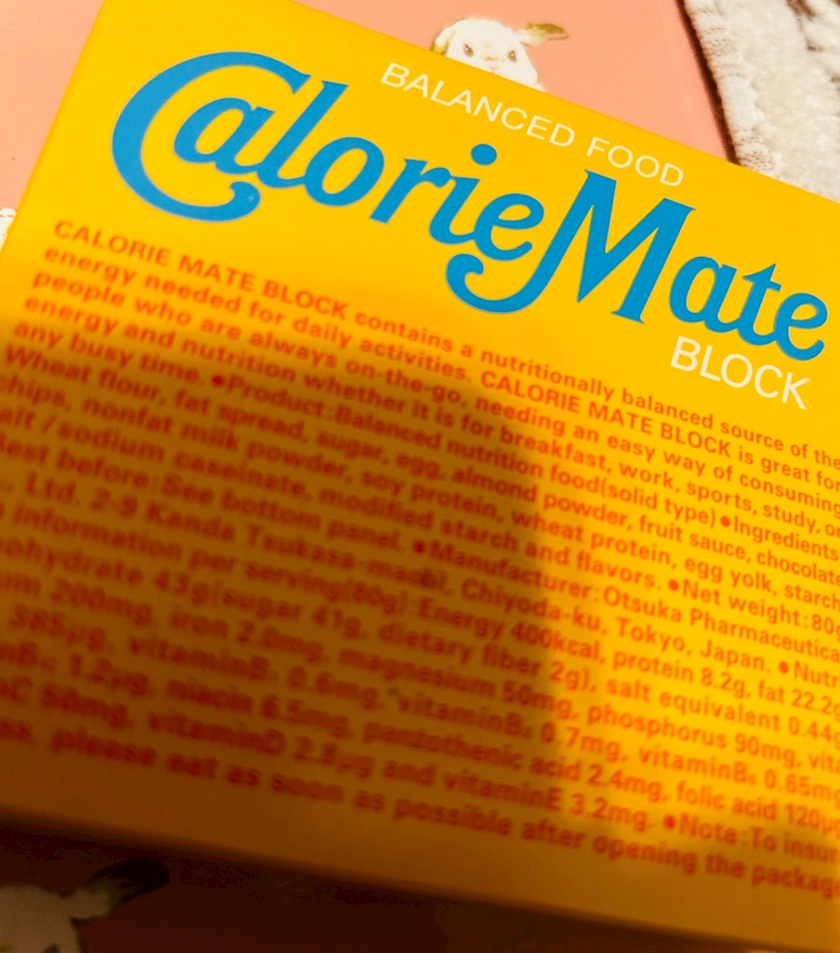 BALANCED FOOD
CalorieMate
BLOCK
CALORIE MATE BLOCK contains a nutritionally balanced source of the
energy needed for daily activities. CALORIE MATE BLOCK is great for
people who are always on-the-go, needing an easy way of consuming
energy and nutrition whether it is for breakfast, work, sports, study, or
any busy time. ●Product:Balanced nutrition food(solid type) ●Ingredients:
Wheat flour, fat spread, sugar, egg, almond powder, fruit sauce, chocolate
chips, nonfat milk powder, soy protein, wheat protein, egg yolk, starch,
salt / sodium caseinate, modified starch and flavors. ●Net weight:80g
Best before:See bottom panel. ●Manufacturer:Otsuka Pharmaceutical
Ltd. 2-9 Kanda Tsukasa-machi, Chiyoda-ku, Tokyo, Japan. ●Nutri
information per serving(80g):Energy 400kcal, protein 8.2g, fat 22.2g
ohydrate 43g(sugar 41g, dietary fiber 2g), salt equivalent 0.44g
um 200mg, iron 2.0mg, magnesium 50mg, phosphorus 90mg, vita
385μg, vitaminB₁ 0.6mg, vitaminB₂ 0.7mg, vitaminB₆ 0.65m
nB₁₂ 1.2μg, niacin 6.5mg, pantothenic acid 2.4mg, folic acid 120μ
nC 50mg, vitaminD 2.8μg and vitaminE 3.2mg. ●Note:To insur
ss, please eat as soon as possible after opening the package